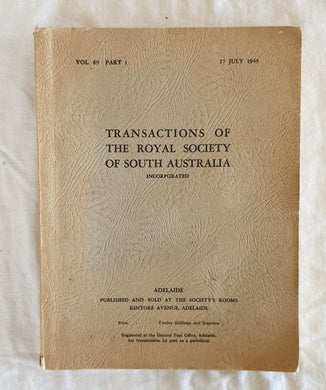 VOL. 69 PART 1 27 JULY 1945
TRANSACTIONS OF
THE ROYAL SOCIETY
OF SOUTH AUSTRALIA
INCORPORATED
ADELAIDE
PUBLISHED AND SOLD AT THE SOCIETY'S ROOMS
KINTORE AVENUE, ADELAIDE
Price Twelve Shillings and Sixpence
Registered at the General Post Office, Adelaide,
for transmission by post as a periodical